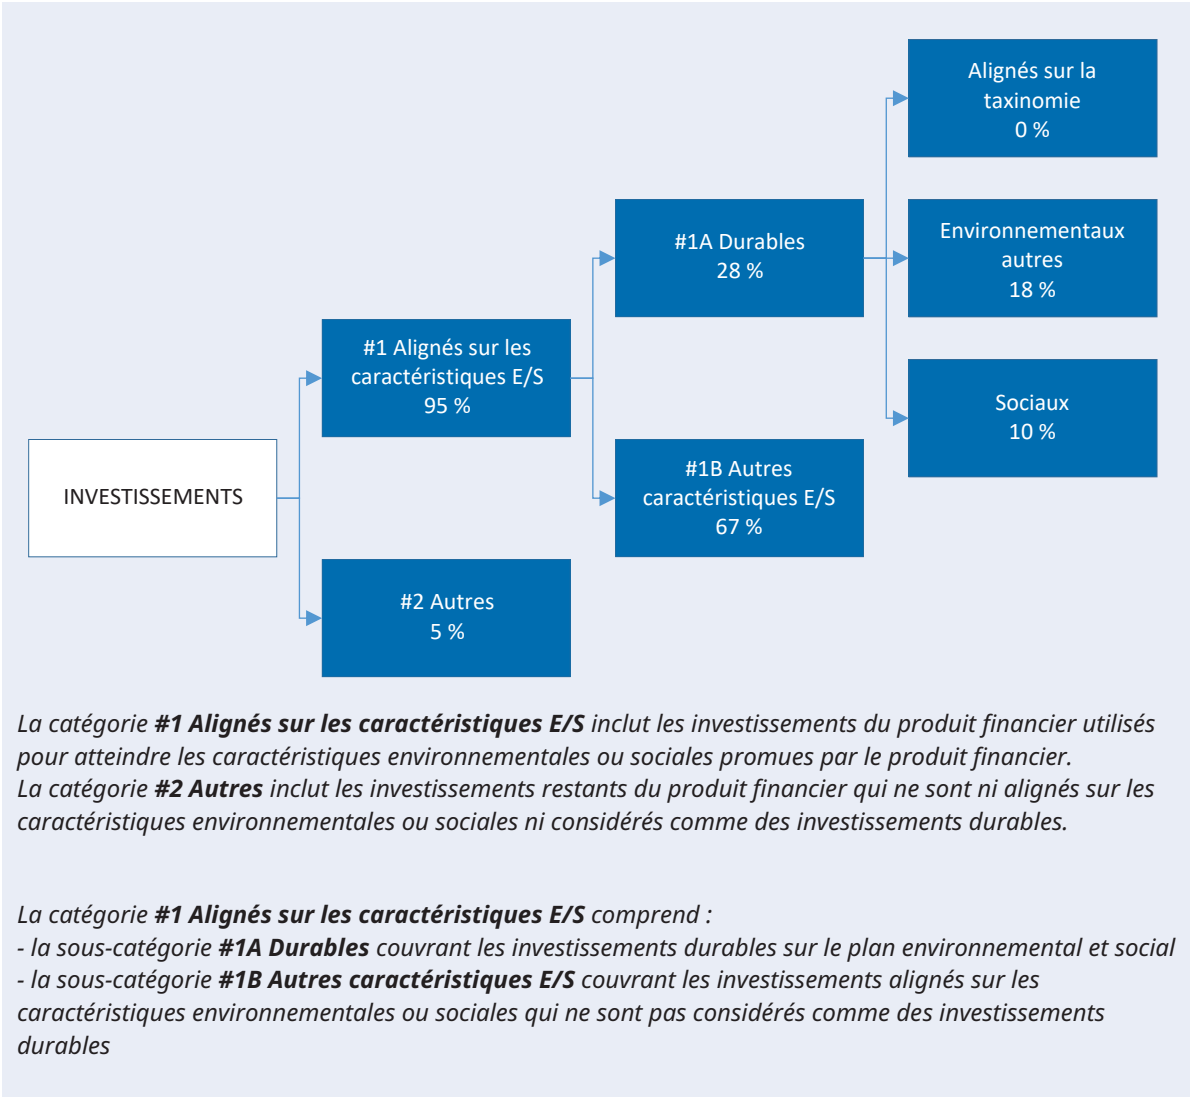 Alignés sur la
taxinomie
0 %
#1A Durables
28 %
Environnementaux
autres
18 %
#1 Alignés sur les
caractéristiques E/S
95 %
Sociaux
10 %
INVESTISSEMENTS
#1B Autres
caractéristiques E/S
67 %
#2 Autres
5 %
La catégorie #1 Alignés sur les caractéristiques E/S inclut les investissements du produit financier utilisés
pour atteindre les caractéristiques environnementales ou sociales promues par le produit financier.
La catégorie #2 Autres inclut les investissements restants du produit financier qui ne sont ni alignés sur les
caractéristiques environnementales ou sociales ni considérés comme des investissements durables.
La catégorie #1 Alignés sur les caractéristiques E/S comprend :
- la sous-catégorie #1A Durables couvrant les investissements durables sur le plan environnemental et social
- la sous-catégorie #1B Autres caractéristiques E/S couvrant les investissements alignés sur les
caractéristiques environnementales ou sociales qui ne sont pas considérés comme des investissements
durables